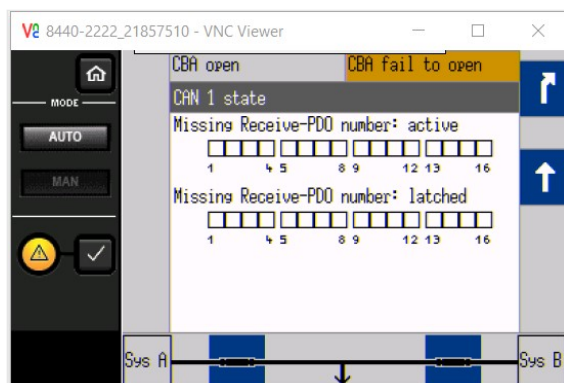 8440-2222_21857510 - VNC Viewer
CBA open
CBA fail to open
MODE
CAN 1 state
AUTO
Missing Receive-PDO number: active
1 4 5 8 9 12 13 16
MAN
Missing Receive-PDO number: latched
1 4 5 8 9 12 13 16
Sys A
Sys B